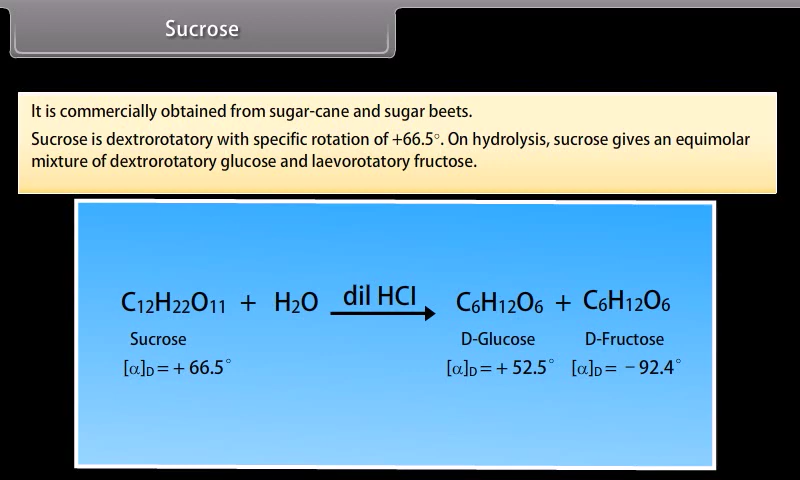 Sucrose
It is commercially obtained from sugar-cane and sugar beets.
Sucrose is dextrorotatory with specific rotation of +66.5°. On hydrolysis, sucrose gives an equimolar
mixture of dextrorotatory glucose and laevorotatory fructose.
dil HCl
C₁₂H₂₂O₁₁ + H₂O C₆H₁₂O₆ + C₆H₁₂O₆
Sucrose D-Glucose D-Fructose
[α]D = + 66.5° [α]D = + 52.5° [α]D = − 92.4°